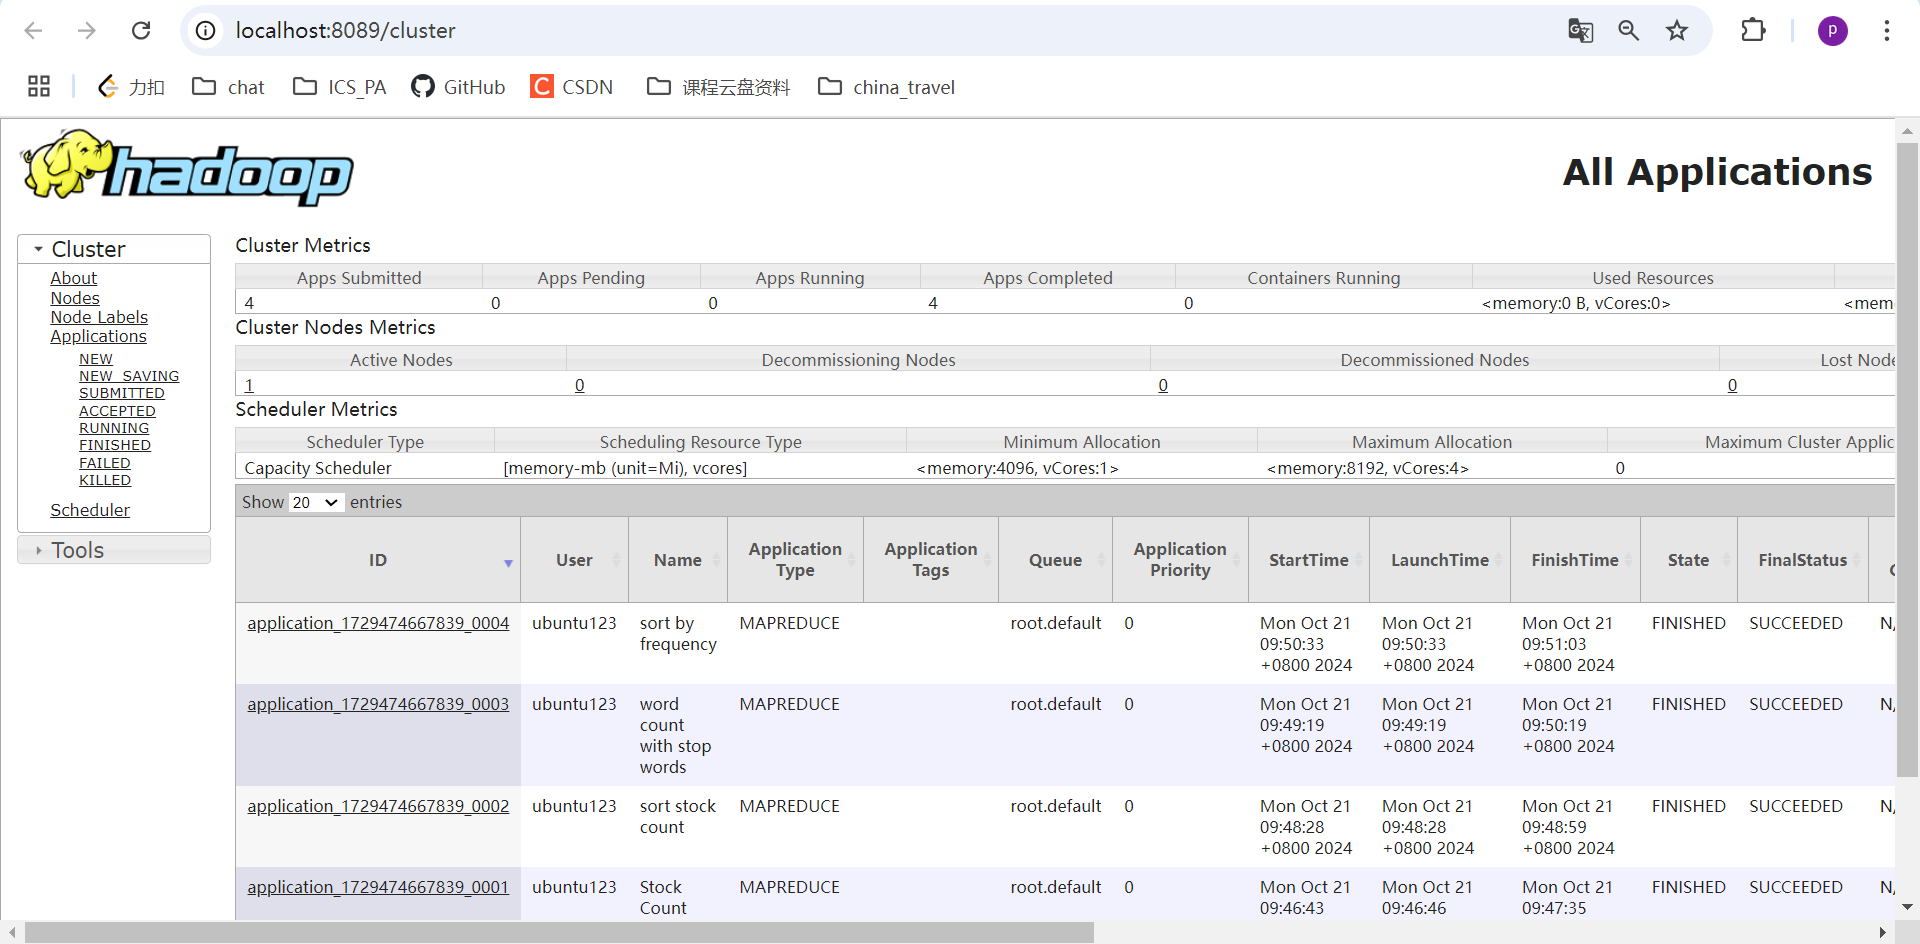 localhost:8089/cluster
p
力扣 chat ICS_PA GitHub C CSDN 课程云盘资料 china_travel
hadoop
All Applications
Cluster
About
Nodes
Node Labels
Applications
NEW
NEW_SAVING
SUBMITTED
ACCEPTED
RUNNING
FINISHED
FAILED
KILLED
Scheduler
Tools
Cluster Metrics
Apps Submitted Apps Pending Apps Running Apps Completed Containers Running Used Resources
4 0 0 4 0 <memory:0 B, vCores:0> <mem
Cluster Nodes Metrics
Active Nodes Decommissioning Nodes Decommissioned Nodes Lost Node
1 0 0 0
Scheduler Metrics
Scheduler Type Scheduling Resource Type Minimum Allocation Maximum Allocation Maximum Cluster Applic
Capacity Scheduler [memory-mb (unit=Mi), vcores] <memory:4096, vCores:1> <memory:8192, vCores:4> 0
Show 20 entries
ID User Name Application Type Application Tags Queue Application Priority StartTime LaunchTime FinishTime State FinalStatus
application_1729474667839_0004 ubuntu123 sort by MAPREDUCE root.default 0 Mon Oct 21 Mon Oct 21 Mon Oct 21 FINISHED SUCCEEDED N/
frequency 09:50:33 09:50:33 09:51:03
+0800 2024 +0800 2024 +0800 2024
application_1729474667839_0003 ubuntu123 word MAPREDUCE root.default 0 Mon Oct 21 Mon Oct 21 Mon Oct 21 FINISHED SUCCEEDED N/
count 09:49:19 09:49:19 09:50:19
with stop +0800 2024 +0800 2024 +0800 2024
words
application_1729474667839_0002 ubuntu123 sort stock MAPREDUCE root.default 0 Mon Oct 21 Mon Oct 21 Mon Oct 21 FINISHED SUCCEEDED N/
count 09:48:28 09:48:28 09:48:59
+0800 2024 +0800 2024 +0800 2024
application_1729474667839_0001 ubuntu123 Stock MAPREDUCE root.default 0 Mon Oct 21 Mon Oct 21 Mon Oct 21 FINISHED SUCCEEDED N/
Count 09:46:43 09:46:46 09:47:35